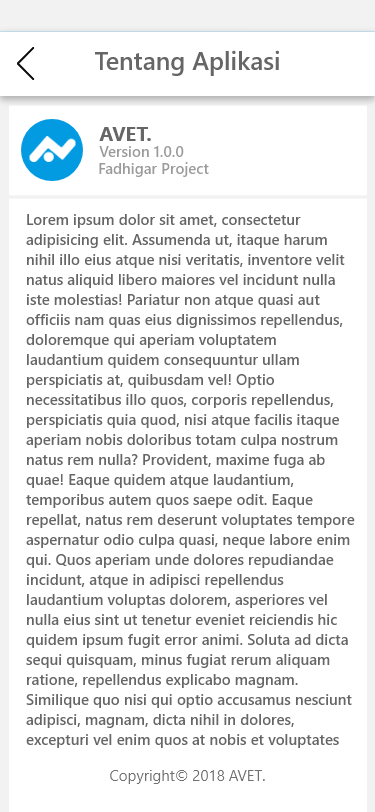 Tentang Aplikasi
AVET.
Version 1.0.0
Fadhigar Project
Lorem ipsum dolor sit amet, consectetur
adipisicing elit. Assumenda ut, itaque harum
nihil illo eius atque nisi veritatis, inventore velit
natus aliquid libero maiores vel incidunt nulla
iste molestias! Pariatur non atque quasi aut
officiis nam quas eius dignissimos repellendus,
doloremque qui aperiam voluptatem
laudantium quidem consequuntur ullam
perspiciatis at, quibusdam vel! Optio
necessitatibus illo quos, corporis repellendus,
perspiciatis quia quod, nisi atque facilis itaque
aperiam nobis doloribus totam culpa nostrum
natus rem nulla? Provident, maxime fuga ab
quae! Eaque quidem atque laudantium,
temporibus autem quos saepe odit. Eaque
repellat, natus rem deserunt voluptates tempore
aspernatur odio culpa quasi, neque labore enim
qui. Quos aperiam unde dolores repudiandae
incidunt, atque in adipisci repellendus
laudantium voluptas dolorem, asperiores vel
nulla eius sint ut tenetur eveniet reiciendis hic
quidem ipsum fugit error animi. Soluta ad dicta
sequi quisquam, minus fugiat rerum aliquam
ratione, repellendus explicabo magnam.
Similique quo nisi qui optio accusamus nesciunt
adipisci, magnam, dicta nihil in dolores,
excepturi vel enim quos at nobis et voluptates
Copyright© 2018 AVET.